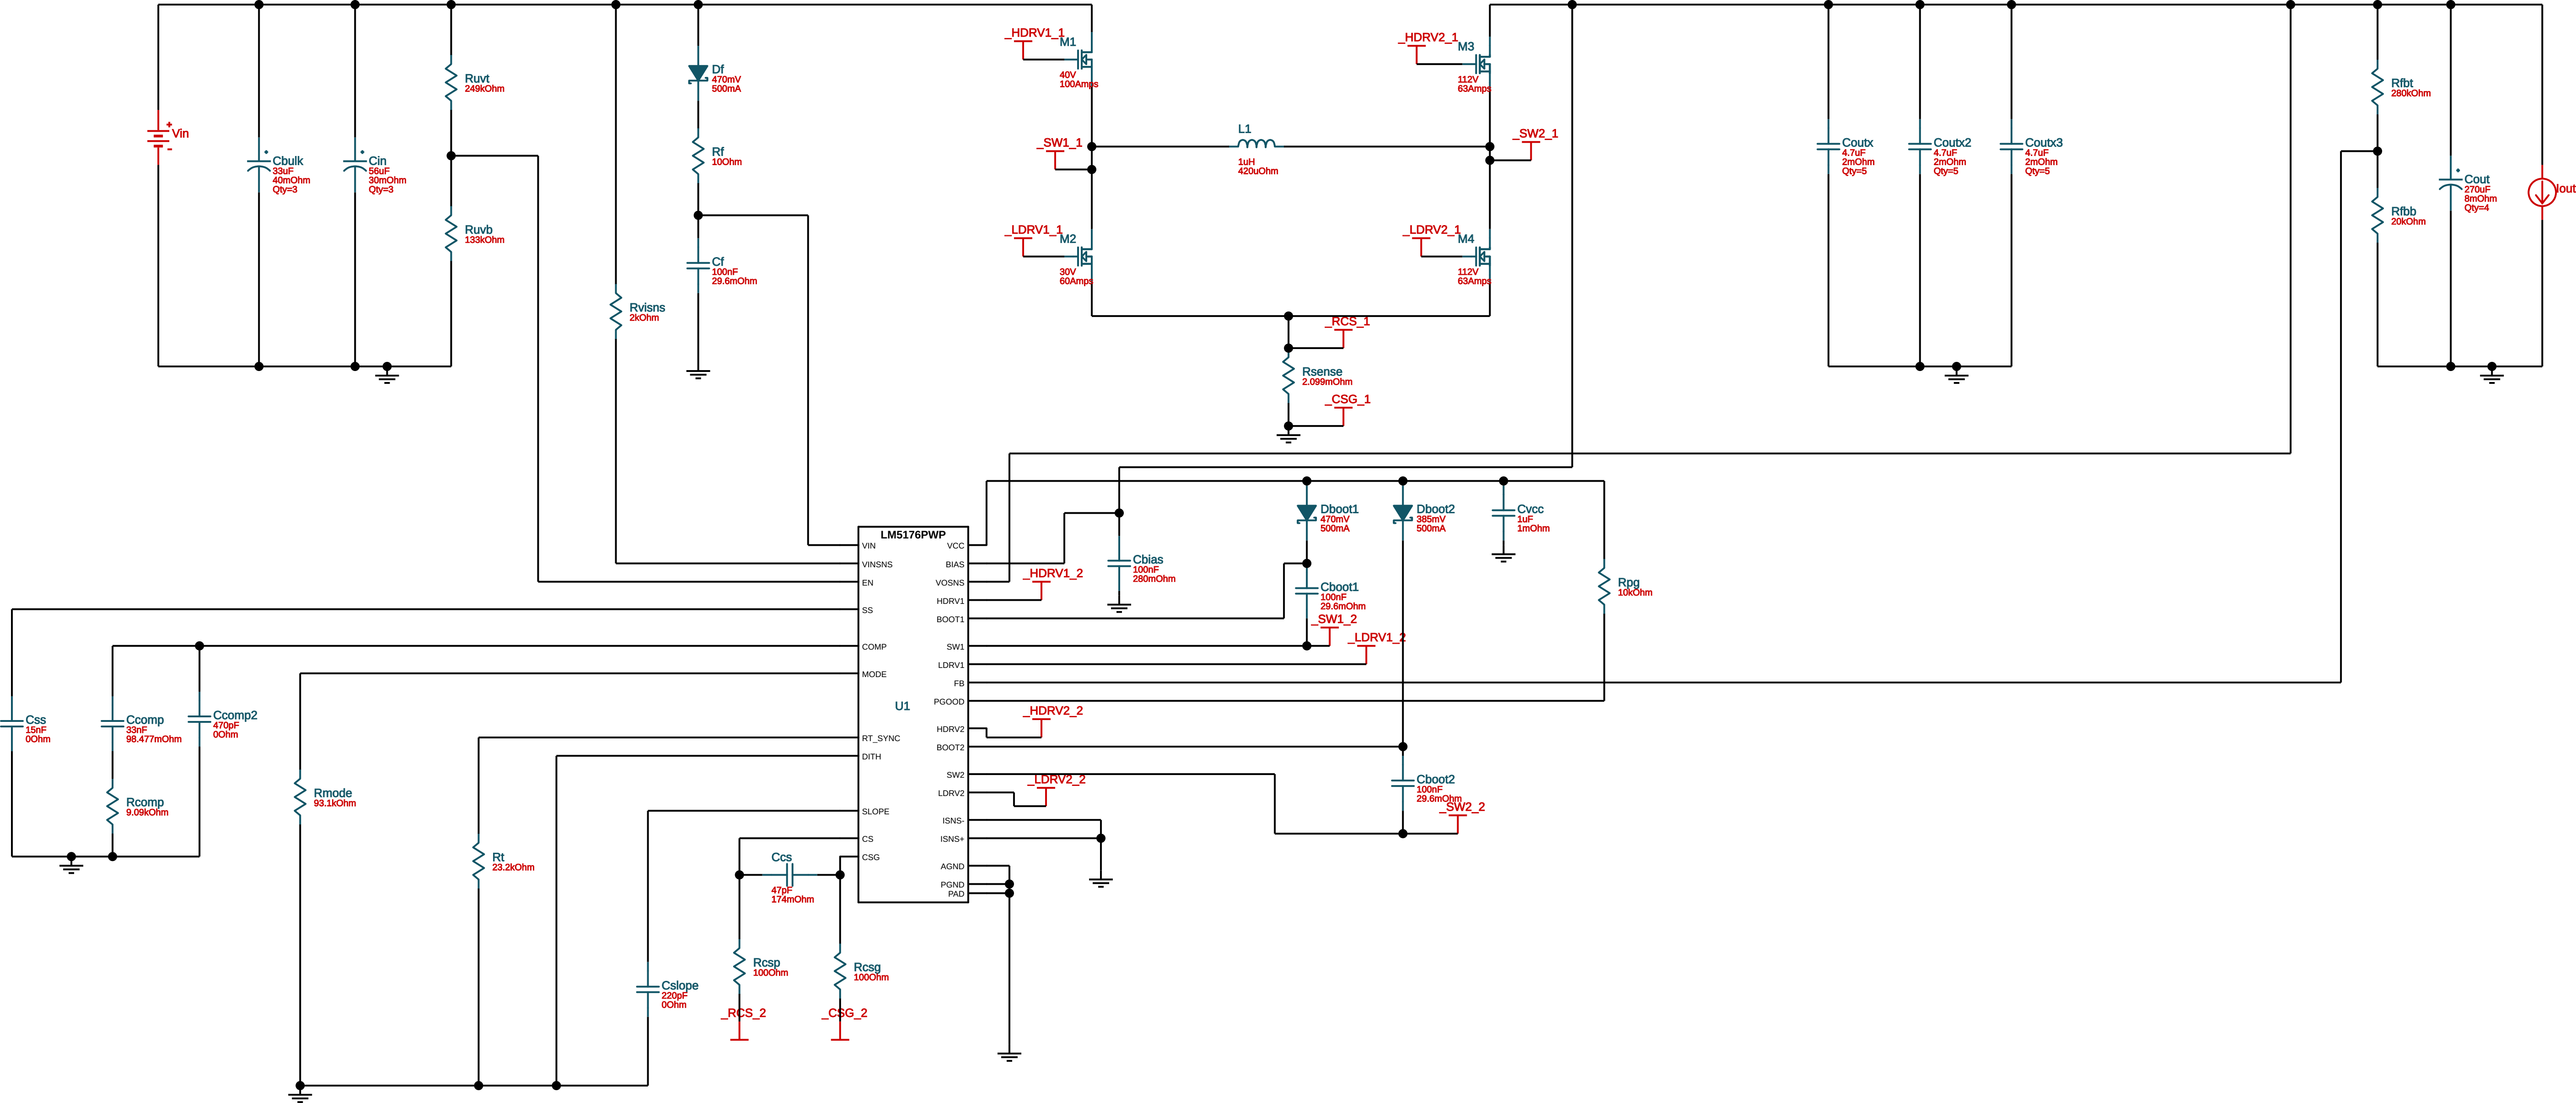 _HDRV1_1
M1
40V
100Amps
_HDRV2_1
M3
112V
63Amps
Df
470mV
500mA
Ruvt
249kOhm
Rfbt
280kOhm
+
Vin
-
Cbulk
33uF
40mOhm
Qty=3
Cin
56uF
30mOhm
Qty=3
Rf
10Ohm
_SW1_1
L1
1uH
420uOhm
_SW2_1
Coutx
4.7uF
2mOhm
Qty=5
Coutx2
4.7uF
2mOhm
Qty=5
Coutx3
4.7uF
2mOhm
Qty=5
Cout
270uF
8mOhm
Qty=4
Iout
Ruvb
133kOhm
Rfbb
20kOhm
_LDRV1_1
M2
30V
60Amps
_LDRV2_1
M4
112V
63Amps
Cf
100nF
29.6mOhm
Rvisns
2kOhm
_RCS_1
Rsense
2.099mOhm
_CSG_1
LM5176PWP
VIN
VINSNS
EN
SS
COMP
MODE
RT_SYNC
DITH
SLOPE
CS
CSG
U1
VCC
BIAS
VOSNS
HDRV1
BOOT1
SW1
LDRV1
FB
PGOOD
HDRV2
BOOT2
SW2
LDRV2
ISNS-
ISNS+
AGND
PGND
PAD
Dboot1
470mV
500mA
Dboot2
385mV
500mA
Cvcc
1uF
1mOhm
Cbias
100nF
280mOhm
_HDRV1_2
Cboot1
100nF
29.6mOhm
Rpg
10kOhm
_SW1_2
_LDRV1_2
_HDRV2_2
_LDRV2_2
Cboot2
100nF
29.6mOhm
_SW2_2
Css
15nF
0Ohm
Ccomp
33nF
98.477mOhm
Ccomp2
470pF
0Ohm
Rcomp
9.09kOhm
Rmode
93.1kOhm
Rt
23.2kOhm
Ccs
47pF
174mOhm
Rcsp
100Ohm
Rcsg
100Ohm
Cslope
220pF
0Ohm
_RCS_2
_CSG_2